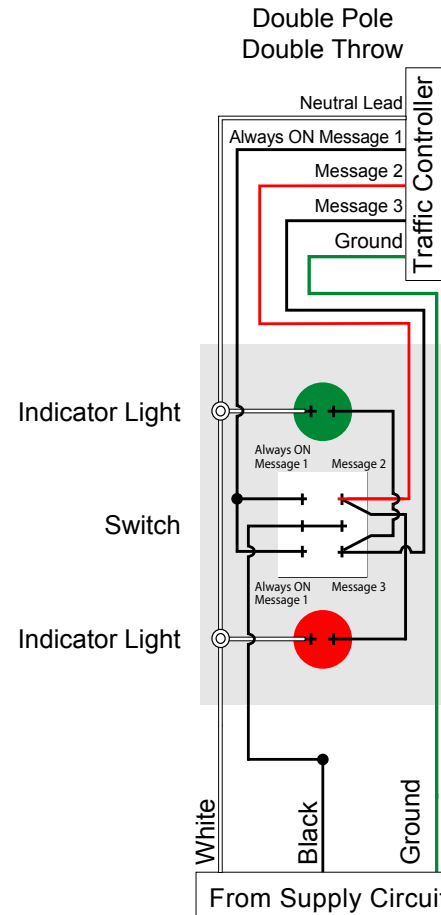 Double Pole
Double Throw
Neutral Lead
Always ON Message 1
Message 2
Message 3
Ground
Traffic Controller
Indicator Light
Always ON
Message 1
Message 2
Switch
Always ON
Message 1
Message 3
Indicator Light
White
Black
Ground
From Supply Circuit